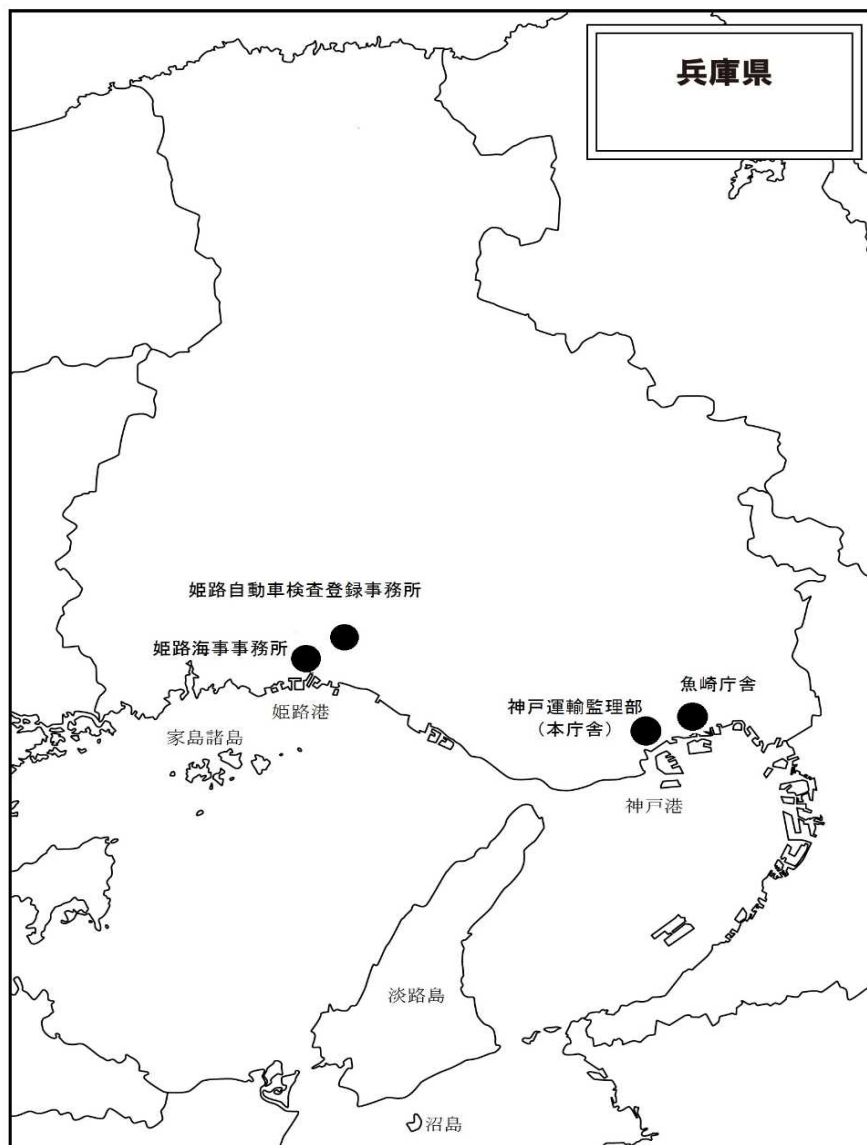 兵庫県
姫路自動車検査登録事務所
姫路海事事務所
姫路港
家島諸島
魚崎庁舎
神戸運輸監理部
（本庁舎）
神戸港
淡路島
沼島